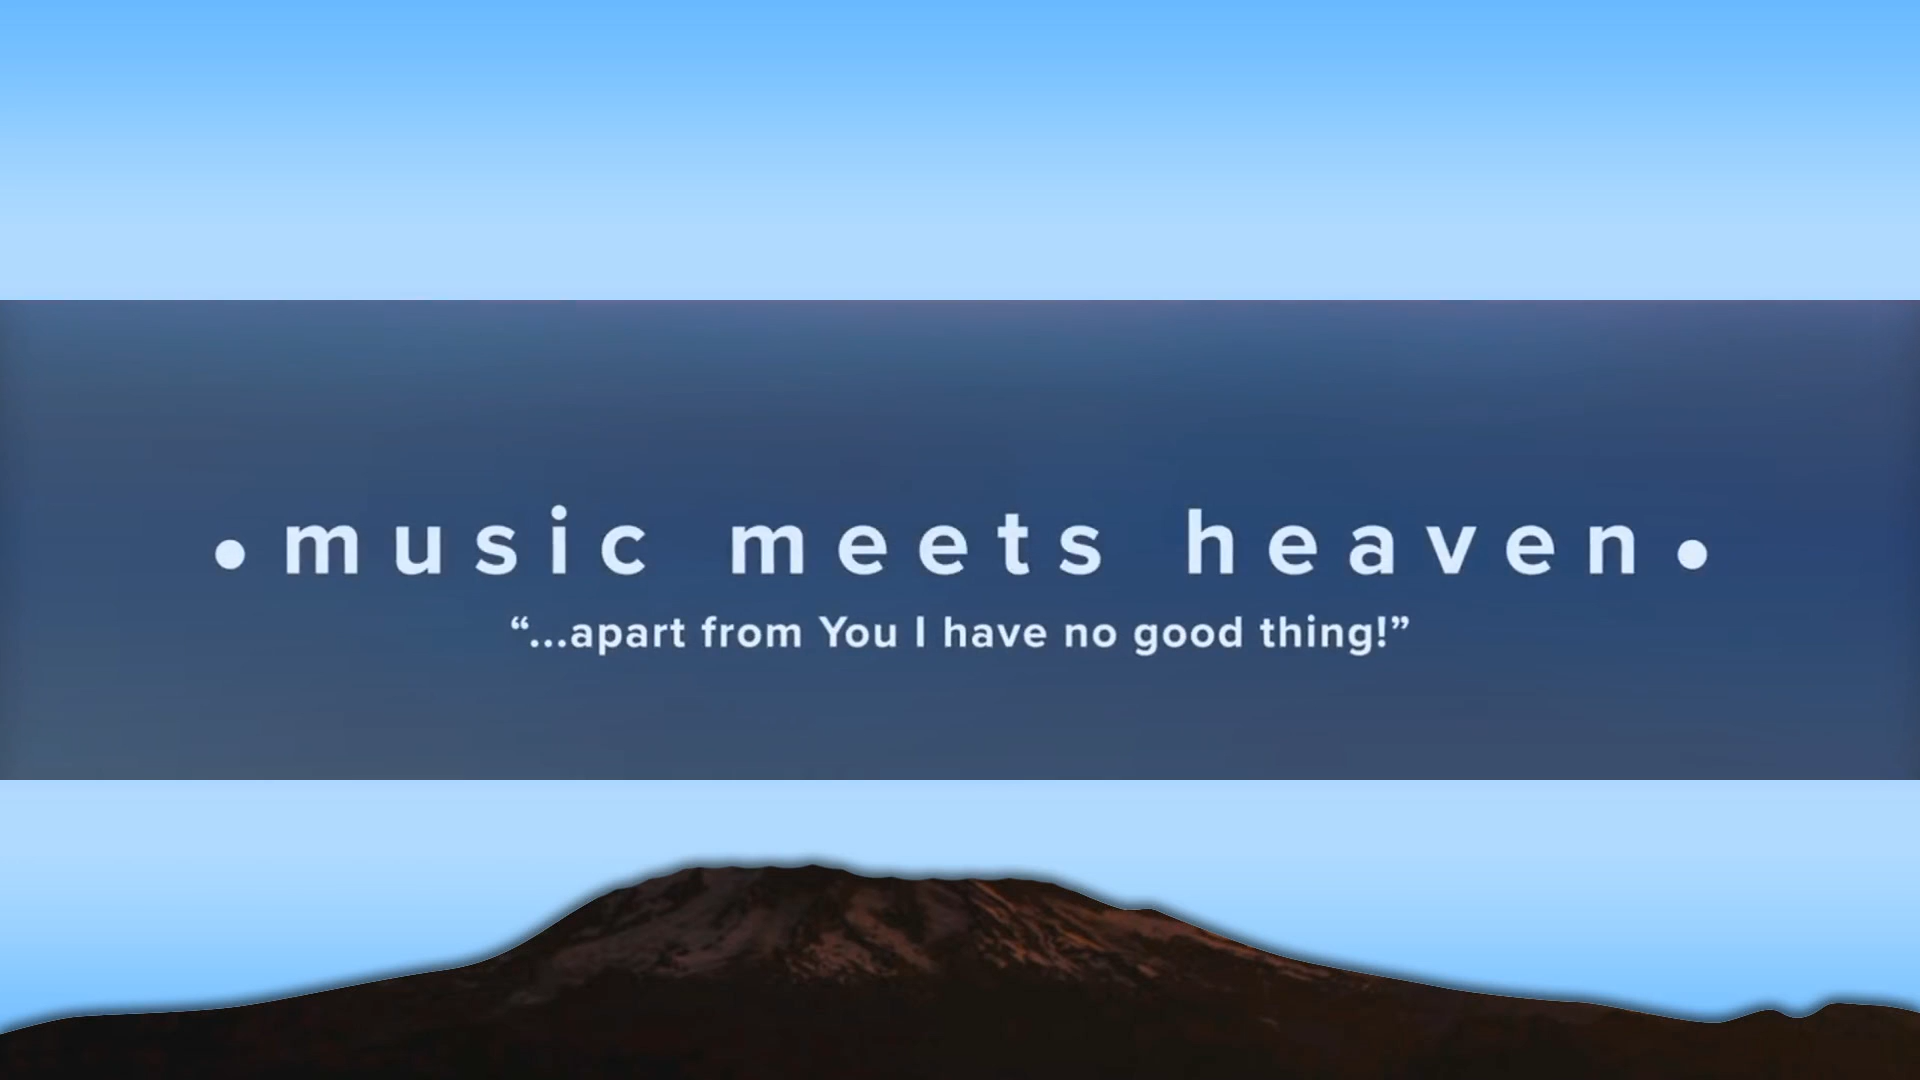 •music meets heaven•
“...apart from You I have no good thing!”